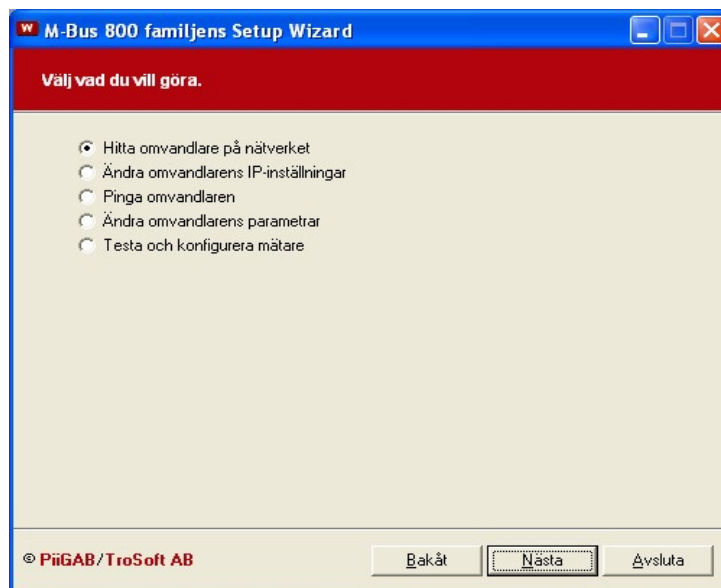 W M-Bus 800 familjens Setup Wizard
Välj vad du vill göra.
Hitta omvandlare på nätverket
Ändra omvandlarens IP-inställningar
Pinga omvandlaren
Ändra omvandlarens parametrar
Testa och konfigurera mätare
© PiiGAB/TroSoft AB
Bakåt
Nästa
Avsluta